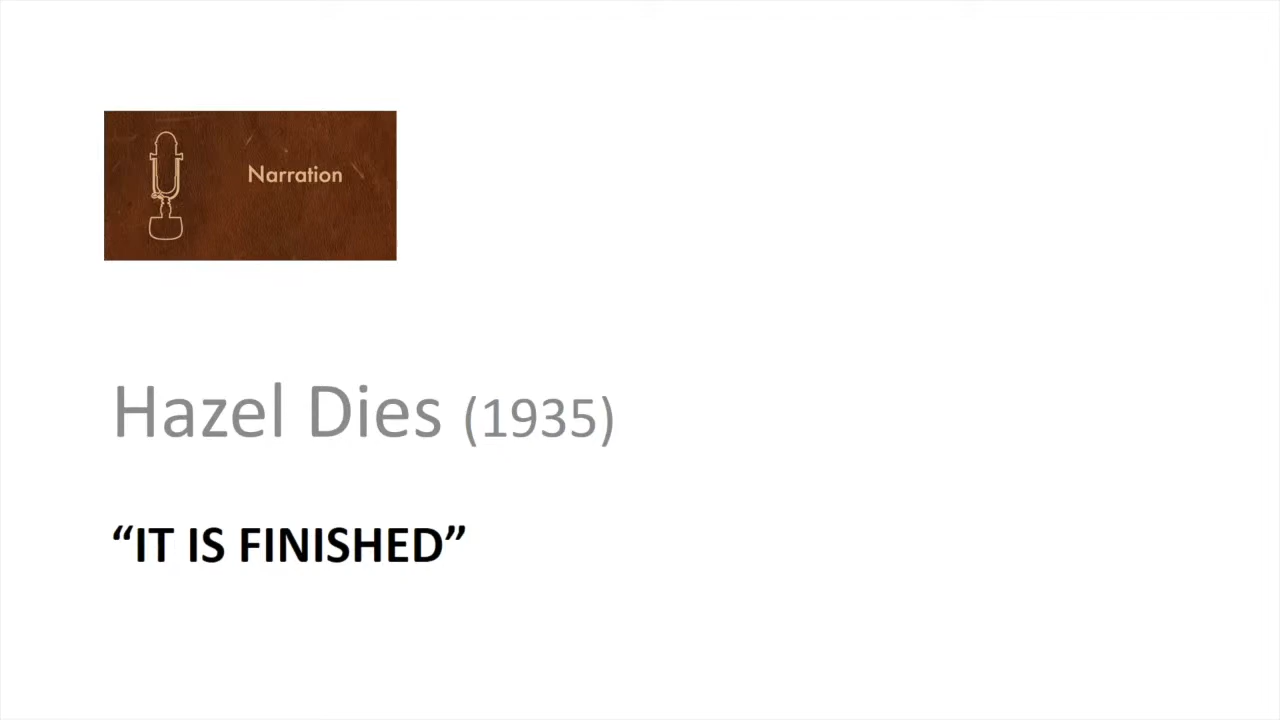 Narration
Hazel Dies (1935)
“IT IS FINISHED”